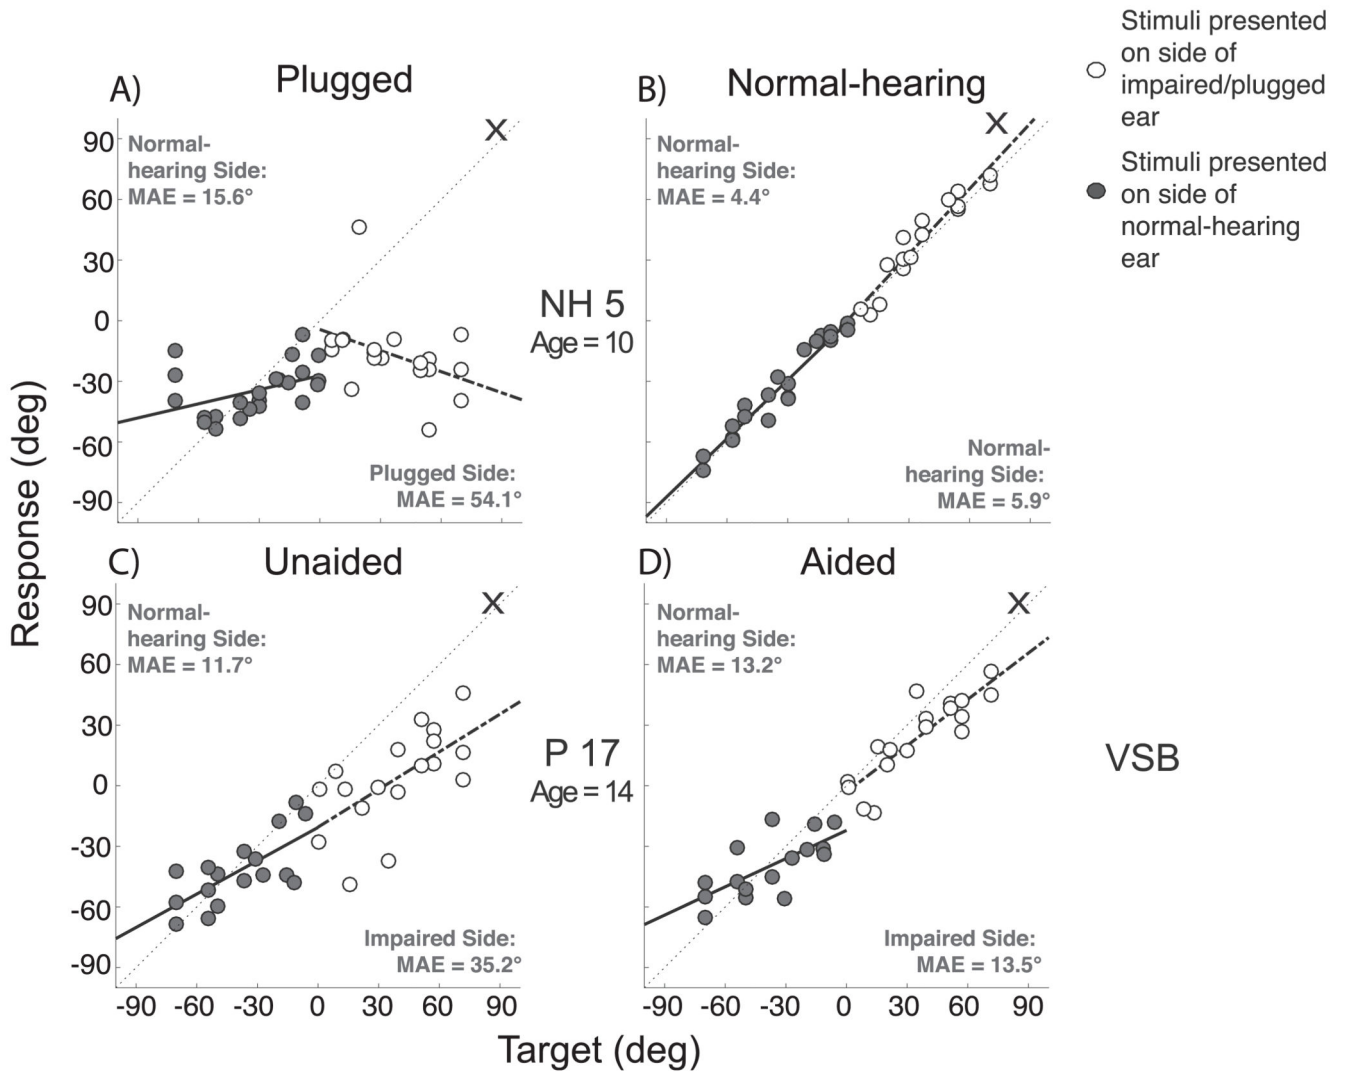 Stimuli presented
on side of
impaired/plugged
ear
Stimuli presented
on side of
normal-hearing
ear
A) Plugged
X
Normal-
hearing Side:
MAE = 15.6°
Plugged Side:
MAE = 54.1°
90
60
30
0
-30
-60
-90
NH 5
Age = 10
B) Normal-hearing
X
Normal-
hearing Side:
MAE = 4.4°
Normal-
hearing Side:
MAE = 5.9°
Response (deg)
C) Unaided
X
Normal-
hearing Side:
MAE = 11.7°
Impaired Side:
MAE = 35.2°
90
60
30
0
-30
-60
-90
-90 -60 -30 0 30 60 90
P 17
Age = 14
D) Aided
X
Normal-
hearing Side:
MAE = 13.2°
Impaired Side:
MAE = 13.5°
-90 -60 -30 0 30 60 90
VSB
Target (deg)